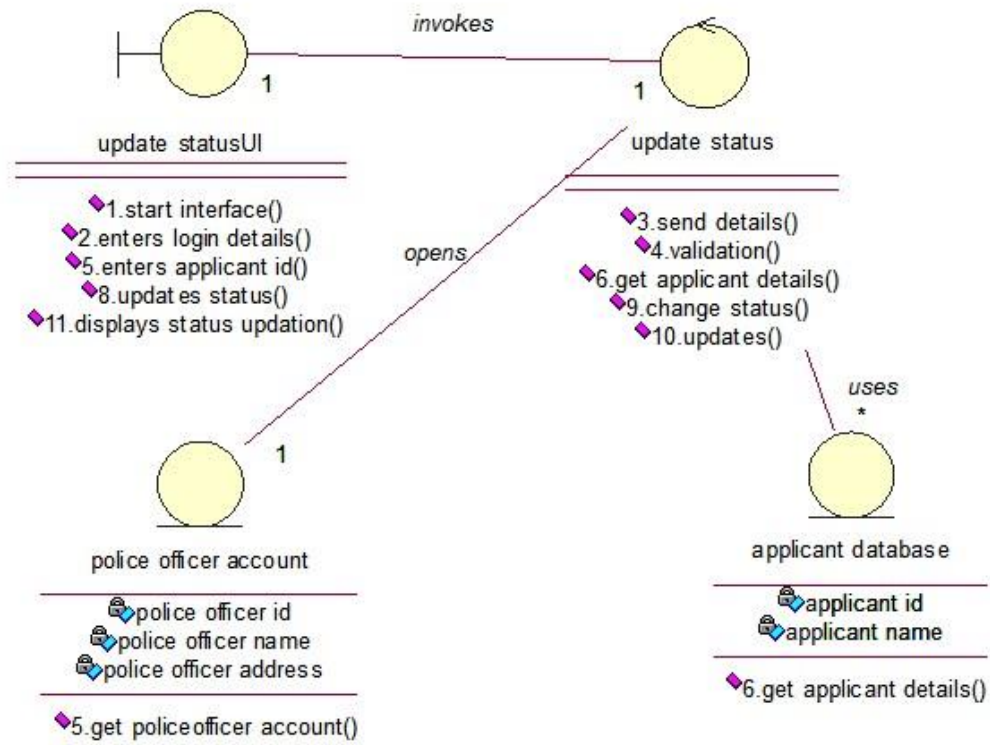 invokes
1
1
update statusUI
update status
1.start interface()
2.enters login details()
5.enters applicant id()
8.updates status()
11.displays status updation()
3.send details()
4.validation()
6.get applicant details()
9.change status()
10.updates()
opens
uses
*
1
police officer account
police officer id
police officer name
police officer address
5.get policeofficer account()
applicant database
applicant id
applicant name
6.get applicant details()